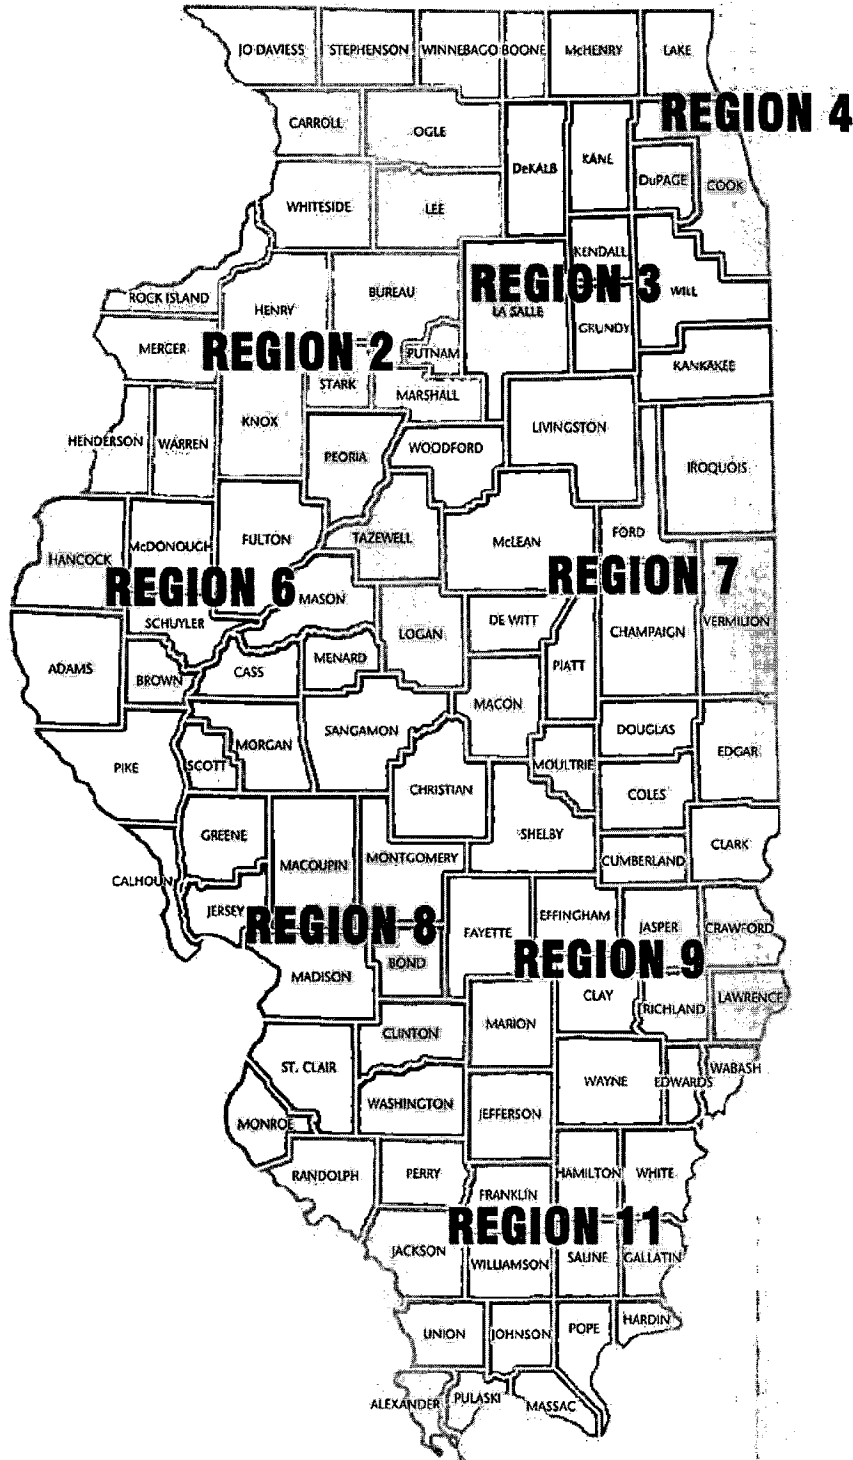 JO DAVIESS STEPHENSON WINNEBAGO BOONE McHENRY LAKE
REGION 4
CARROLL OGLE
DeKALB KANE
DuPAGE COOK
WHITESIDE LEE
KENDALL
REGION 3
ROCK ISLAND HENRY BUREAU WILL
LA SALLE
GRUNDY
MERCER
REGION 2
PUTNAM
KANKAKEE
STARK
MARSHALL
KNOX LIVINGSTON
HENDERSON WARREN
WOODFORD
PEORIA
IROQUOIS
FORD
HANCOCK McDONOUGH FULTON TAZEWELL McLEAN
REGION 6 REGION 7
MASON
SCHUYLER
DE WITT VERMILION
LOGAN CHAMPAIGN
ADAMS BROWN CASS MENARD PIATT
MACON
SANGAMON DOUGLAS
MORGAN
EDGAR
PIKE SCOTT MOULTRIE
CHRISTIAN COLES
GREENE SHELBY
CLARK
MACOUPIN MONTGOMERY CUMBERLAND
CALHOUN
JERSEY
REGION 8
EFFINGHAM
FAYETTE JASPER CRAWFORD
REGION 9
BOND
MADISON
CLAY LAWRENCE
RICHLAND
CLINTON MARION
ST. CLAIR WABASH
WAYNE EDWARDS
WASHINGTON JEFFERSON
MONROE
RANDOLPH PERRY HAMILTON WHITE
FRANKLIN
REGION 11
JACKSON
WILLIAMSON SALINE GALLATIN
HARDIN
UNION JOHNSON POPE
ALEXANDER PULASKI MASSAC